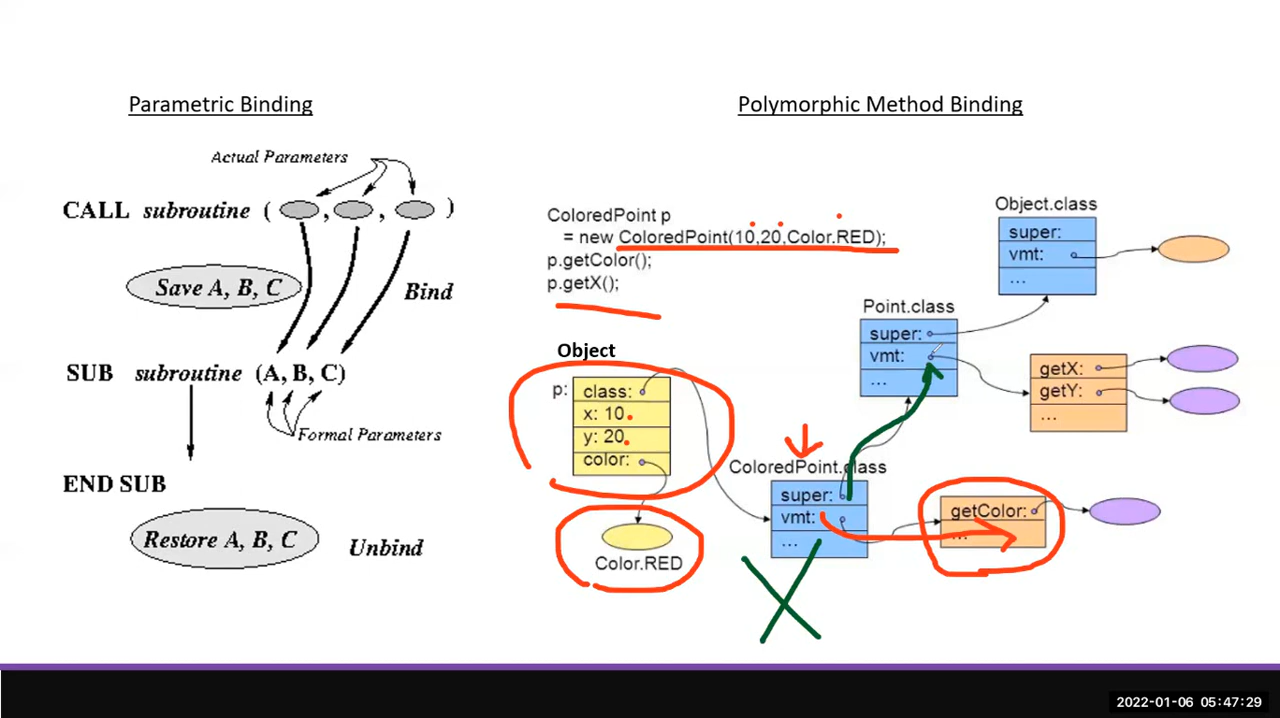 Parametric Binding
Actual Parameters
CALL subroutine ( , , )
Save A, B, C
Bind
SUB subroutine (A, B, C)
Formal Parameters
END SUB
Restore A, B, C
Unbind
Polymorphic Method Binding
ColoredPoint p
= new ColoredPoint(10,20,Color.RED);
p.getColor();
p.getX();
Object
p:
class:
x: 10
y: 20
color:
Color.RED
ColoredPoint.class
super:
vmt:
...
getColor:
...
Point.class
super:
vmt:
...
getX:
getY:
...
Object.class
super:
vmt:
...
2022-01-06 05:47:29